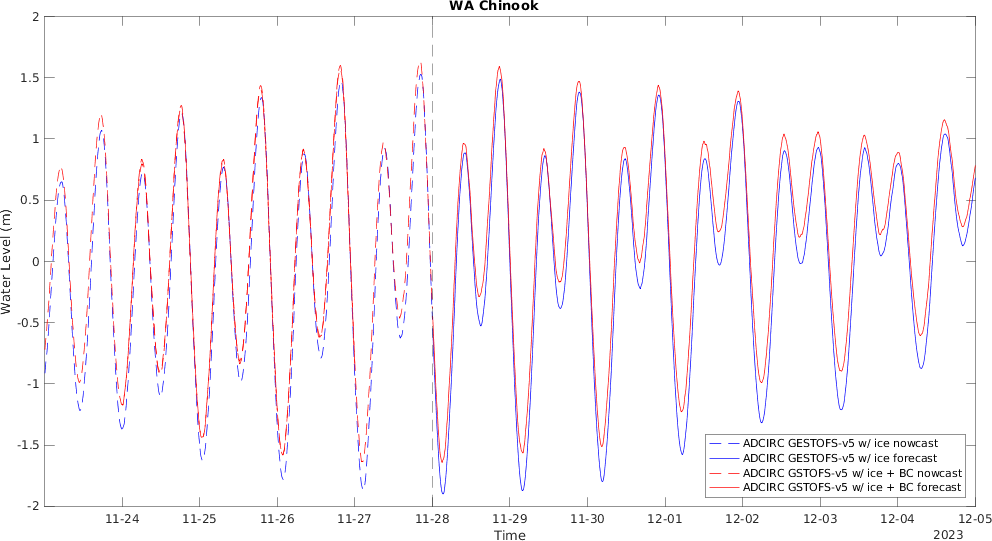 WA Chinook
2
1.5
1
0.5
0
-0.5
-1
-1.5
-2
Water Level (m)
ADCIRC GESTOFS-v5 w/ ice nowcast
ADCIRC GESTOFS-v5 w/ ice forecast
ADCIRC GSTOFS-v5 w/ ice + BC nowcast
ADCIRC GSTOFS-v5 w/ ice + BC forecast
11-24 11-25 11-26 11-27 11-28 11-29 11-30 12-01 12-02 12-03 12-04 12-05
Time 2023